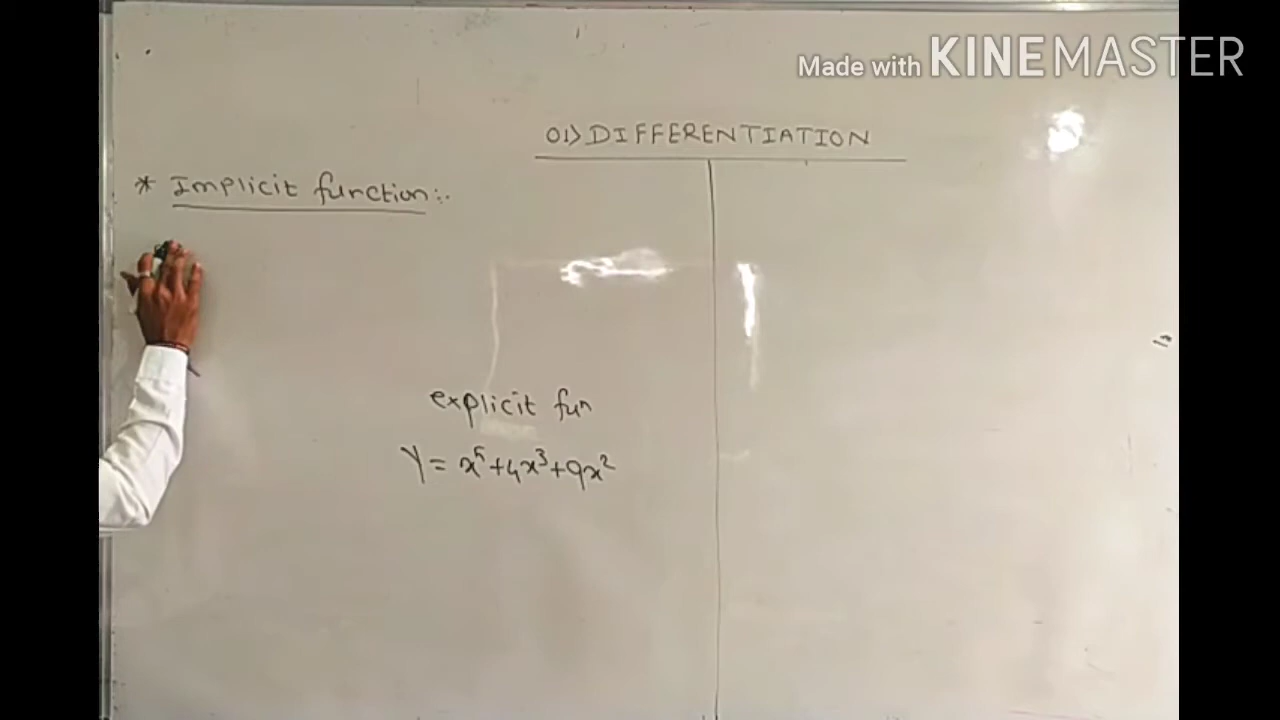 Made with KINEMASTER
01) DIFFERENTIATION
* Implicit function :-
explicit fun
y = x⁵ + 4x³ + 9x²